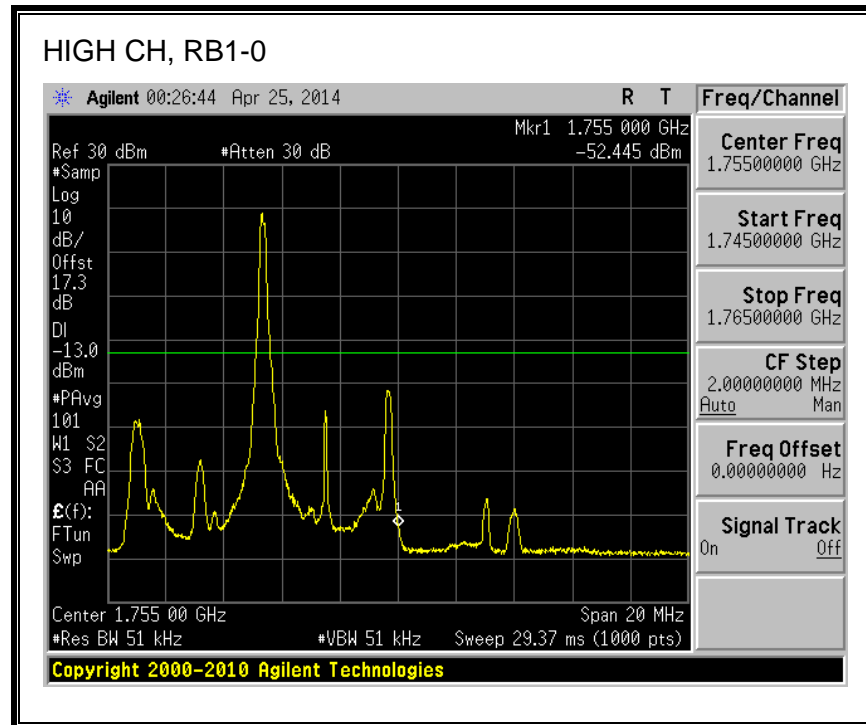 HIGH CH, RB1-0
Agilent 00:26:44 Apr 25, 2014 R T
Mkr1 1.755 000 GHz
Ref 30 dBm #Atten 30 dB -52.445 dBm
#Samp
Log
10
dB/
Offst
17.3
dB
DI
-13.0
dBm
#PAvg
101
W1 S2
S3 FC
AA
£(f):
FTun
Swp
1
Center 1.755 00 GHz Span 20 MHz
#Res BW 51 kHz #VBW 51 kHz Sweep 29.37 ms (1000 pts)
Copyright 2000-2010 Agilent Technologies
Freq/Channel
Center Freq
1.75500000 GHz
Start Freq
1.74500000 GHz
Stop Freq
1.76500000 GHz
CF Step
2.00000000 MHz
Auto Man
Freq Offset
0.00000000 Hz
Signal Track
On Off